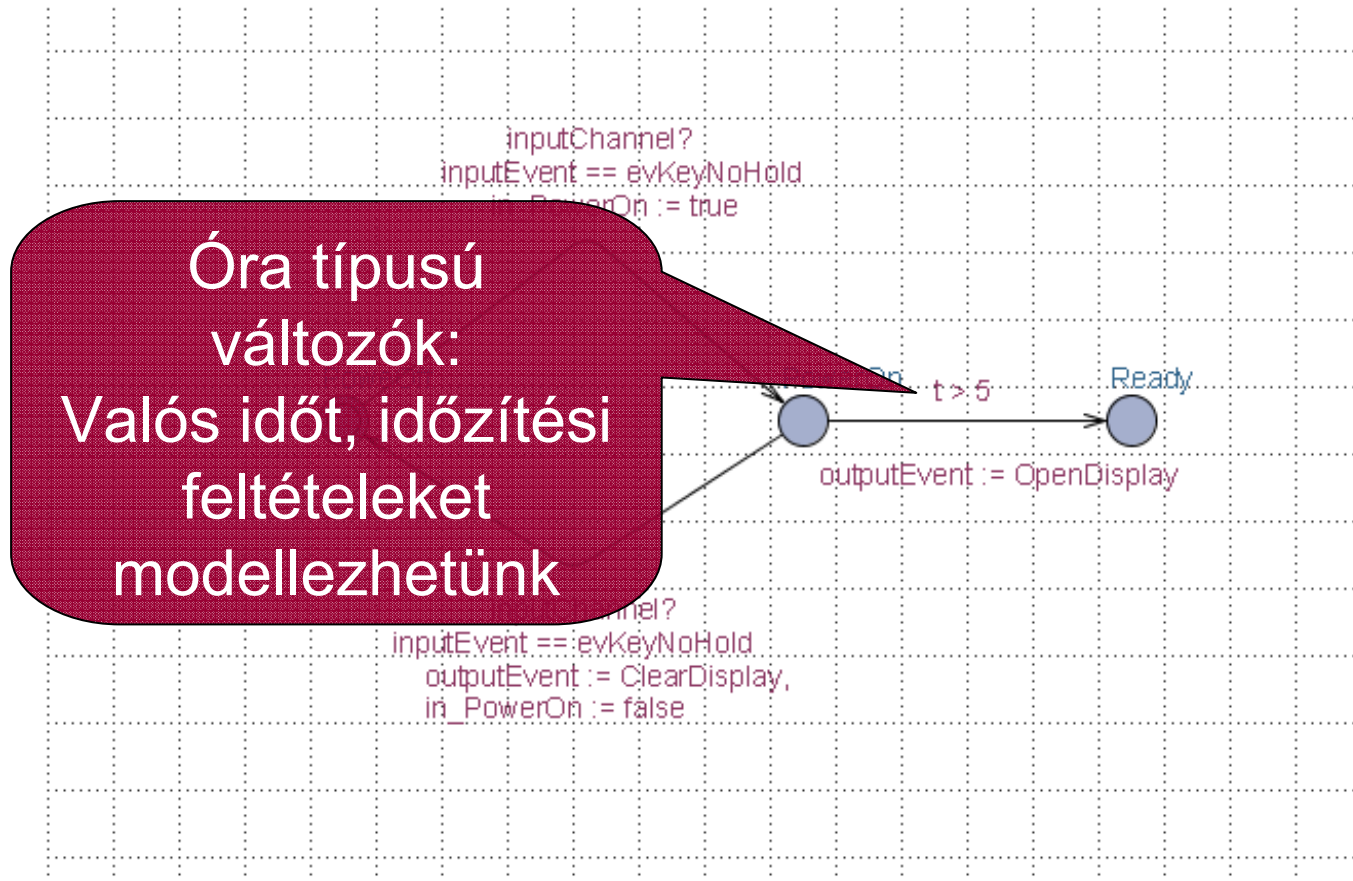 inputChannel?
inputEvent == evKeyNoHold
:= true
Óra típusú
változók:
Valós időt, időzítési
feltételeket
modellezhetünk
t > 5
Ready
outputEvent := OpenDisplay
inputEvent == evKeyNoHold
outputEvent := ClearDisplay,
in_PowerOn := false